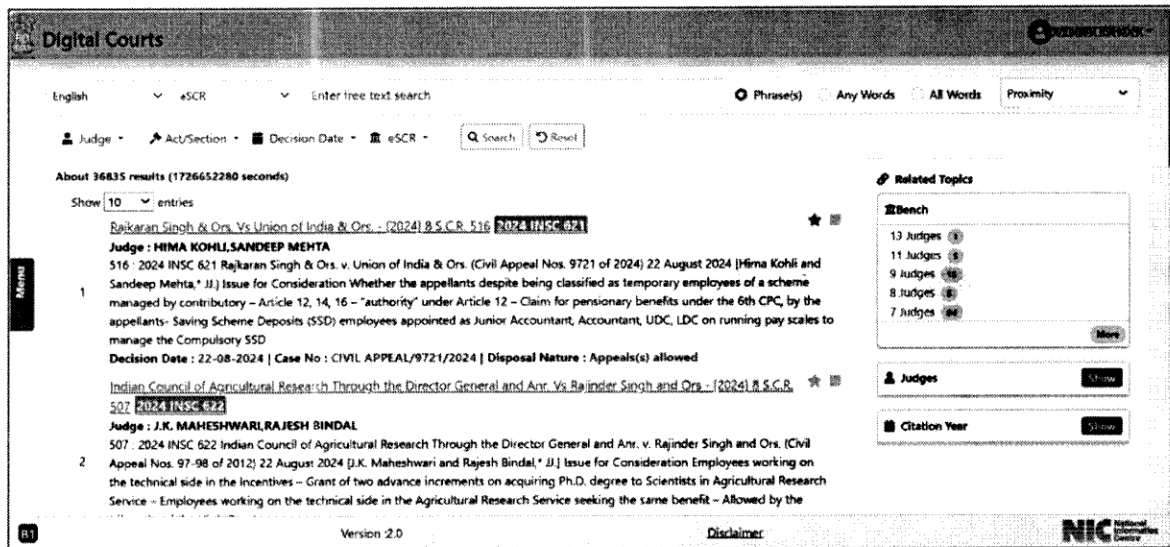 Digital Courts
English eSCR Enter free text search Phrase(s) Any Words All Words Proximity
Judge Act/Section Decision Date eSCR Search Reset
About 36835 results (1726652280 seconds)
Show 10 entries
Rajkaran Singh & Ors. Vs Union of India & Ors. - [2024] 8 S.C.R. 516 2024 INSC 621
Judge : HIMA KOHLI,SANDEEP MEHTA
516 : 2024 INSC 621 Rajkaran Singh & Ors. v. Union of India & Ors. (Civil Appeal Nos. 9721 of 2024) 22 August 2024 [Hima Kohli and
Sandeep Mehta,* JJ.] Issue for Consideration Whether the appellants despite being classified as temporary employees of a scheme
1 managed by contributory – Article 12, 14, 16 – "authority" under Article 12 – Claim for pensionary benefits under the 6th CPC, by the
appellants- Saving Scheme Deposits (SSD) employees appointed as Junior Accountant, Accountant, UDC, LDC on running pay scales to
manage the Compulsory SSD
Decision Date : 22-08-2024 | Case No : CIVIL APPEAL/9721/2024 | Disposal Nature : Appeals(s) allowed
Indian Council of Agricultural Research Through the Director General and Anr. Vs Rajinder Singh and Ors - [2024] 8 S.C.R.
507 2024 INSC 622
Judge : J.K. MAHESHWARI,RAJESH BINDAL
507 : 2024 INSC 622 Indian Council of Agricultural Research Through the Director General and Anr. v. Rajinder Singh and Ors. (Civil
2 Appeal Nos. 97-98 of 2012) 22 August 2024 [J.K. Maheshwari and Rajesh Bindal,* JJ.] Issue for Consideration Employees working on
the technical side in the Incentives – Grant of two advance increments on acquiring Ph.D. degree to Scientists in Agricultural Research
Service – Employees working on the technical side in the Agricultural Research Service seeking the same benefit – Allowed by the
Menu
Related Topics
Bench
13 Judges 1
11 Judges
9 Judges
8 Judges
7 Judges
More
Judges Show
Citation Year Show
B1 Version :2.0 Disclaimer NIC National
Informatics
Centre